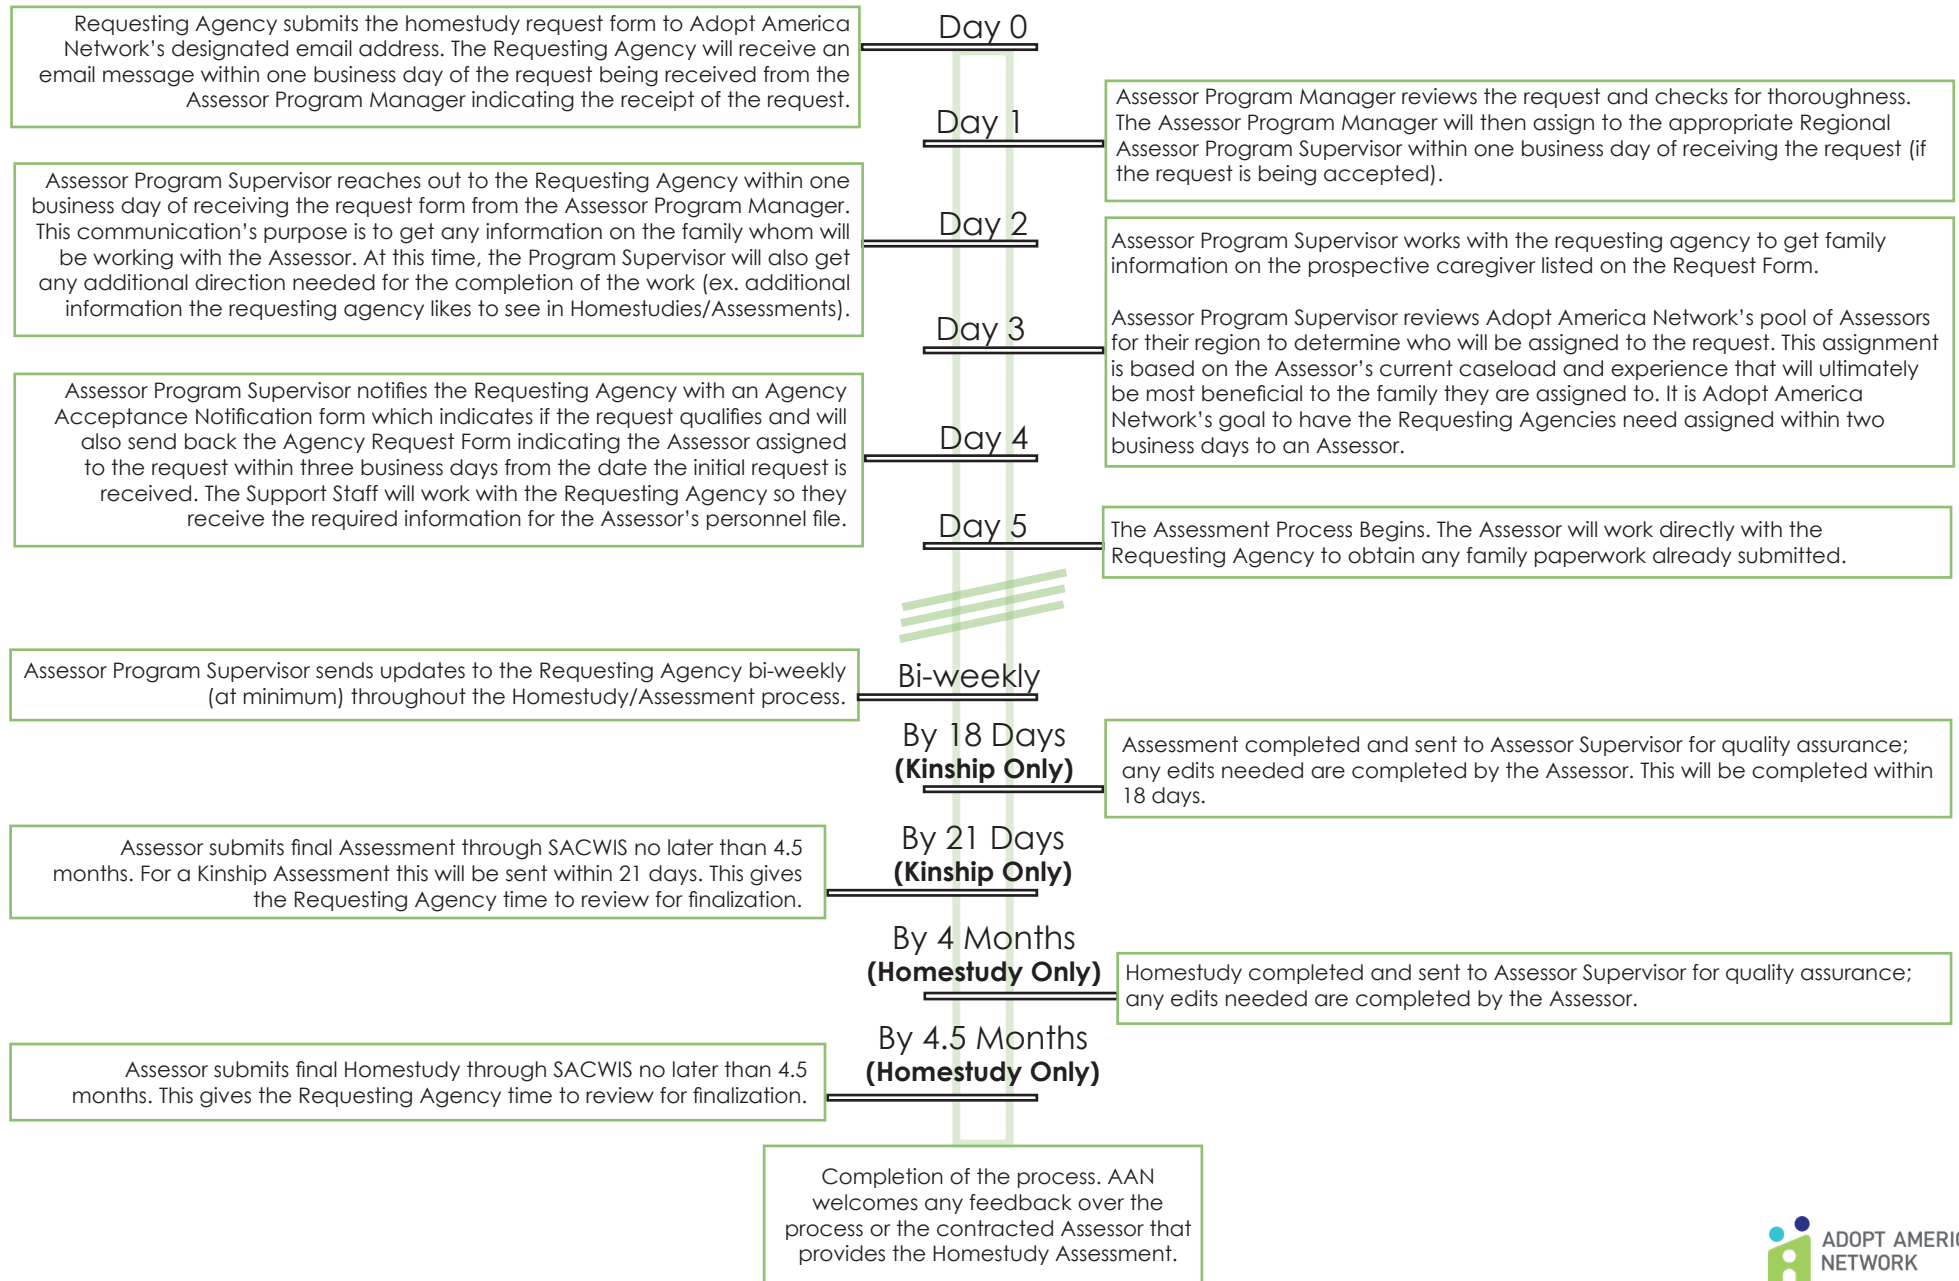 Day 0
Requesting Agency submits the homestudy request form to Adopt America
Network's designated email address. The Requesting Agency will receive an
email message within one business day of the request being received from the
Assessor Program Manager indicating the receipt of the request.
Day 1
Assessor Program Manager reviews the request and checks for thoroughness.
The Assessor Program Manager will then assign to the appropriate Regional
Assessor Program Supervisor within one business day of receiving the request (if
the request is being accepted).
Day 2
Assessor Program Supervisor reaches out to the Requesting Agency within one
business day of receiving the request form from the Assessor Program Manager.
This communication's purpose is to get any information on the family whom will
be working with the Assessor. At this time, the Program Supervisor will also get
any additional direction needed for the completion of the work (ex. additional
information the requesting agency likes to see in Homestudies/Assessments).
Day 3
Assessor Program Supervisor works with the requesting agency to get family
information on the prospective caregiver listed on the Request Form.
Assessor Program Supervisor reviews Adopt America Network's pool of Assessors
for their region to determine who will be assigned to the request. This assignment
is based on the Assessor's current caseload and experience that will ultimately
be most beneficial to the family they are assigned to. It is Adopt America
Network's goal to have the Requesting Agencies need assigned within two
business days to an Assessor.
Day 4
Assessor Program Supervisor notifies the Requesting Agency with an Agency
Acceptance Notification form which indicates if the request qualifies and will
also send back the Agency Request Form indicating the Assessor assigned
to the request within three business days from the date the initial request is
received. The Support Staff will work with the Requesting Agency so they
receive the required information for the Assessor's personnel file.
Day 5
The Assessment Process Begins. The Assessor will work directly with the
Requesting Agency to obtain any family paperwork already submitted.
Bi-weekly
Assessor Program Supervisor sends updates to the Requesting Agency bi-weekly
(at minimum) throughout the Homestudy/Assessment process.
By 18 Days
(Kinship Only)
Assessment completed and sent to Assessor Supervisor for quality assurance;
any edits needed are completed by the Assessor. This will be completed within
18 days.
By 21 Days
(Kinship Only)
Assessor submits final Assessment through SACWIS no later than 4.5
months. For a Kinship Assessment this will be sent within 21 days. This gives
the Requesting Agency time to review for finalization.
By 4 Months
(Homestudy Only)
Homestudy completed and sent to Assessor Supervisor for quality assurance;
any edits needed are completed by the Assessor.
By 4.5 Months
(Homestudy Only)
Assessor submits final Homestudy through SACWIS no later than 4.5
months. This gives the Requesting Agency time to review for finalization.
Completion of the process. AAN
welcomes any feedback over the
process or the contracted Assessor that
provides the Homestudy Assessment.
ADOPT
NETWORK